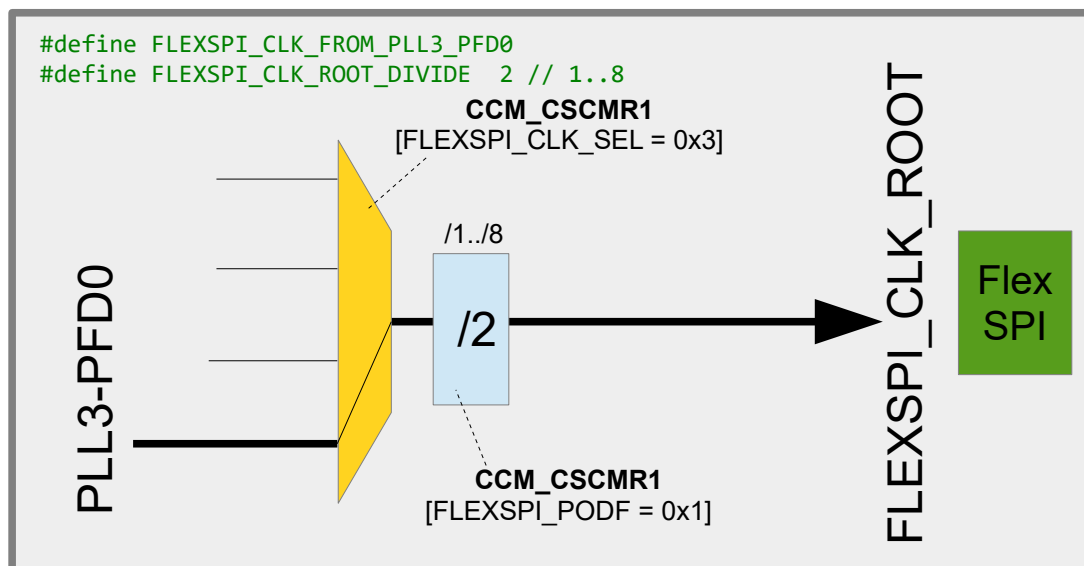 #define FLEXSPI_CLK_FROM_PLL3_PFD0
#define FLEXSPI_CLK_ROOT_DIVIDE  2 // 1..8
CCM_CSCMR1
[FLEXSPI_CLK_SEL = 0x3]
/1../8
/2
PLL3-PFD0
CCM_CSCMR1
[FLEXSPI_PODF = 0x1]
FLEXSPI_CLK_ROOT
Flex
SPI